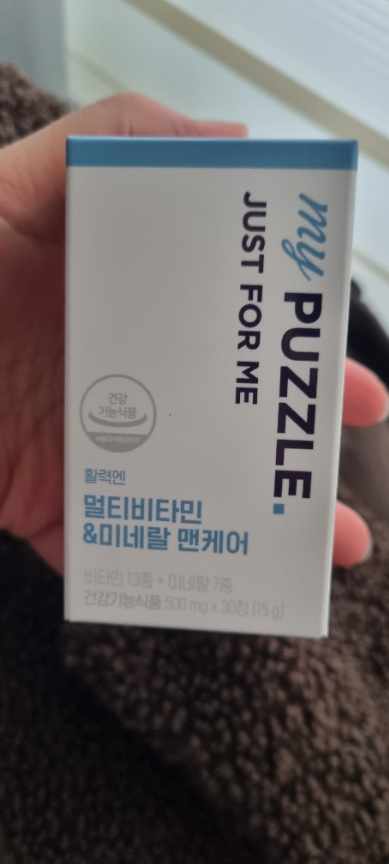 my PUZZLE.
JUST FOR ME
건강
기능식품
활력엔
멀티비타민
&미네랄 맨케어
비타민 13종 + 미네랄 7종
건강기능식품 500 mg x 30정 (15 g)